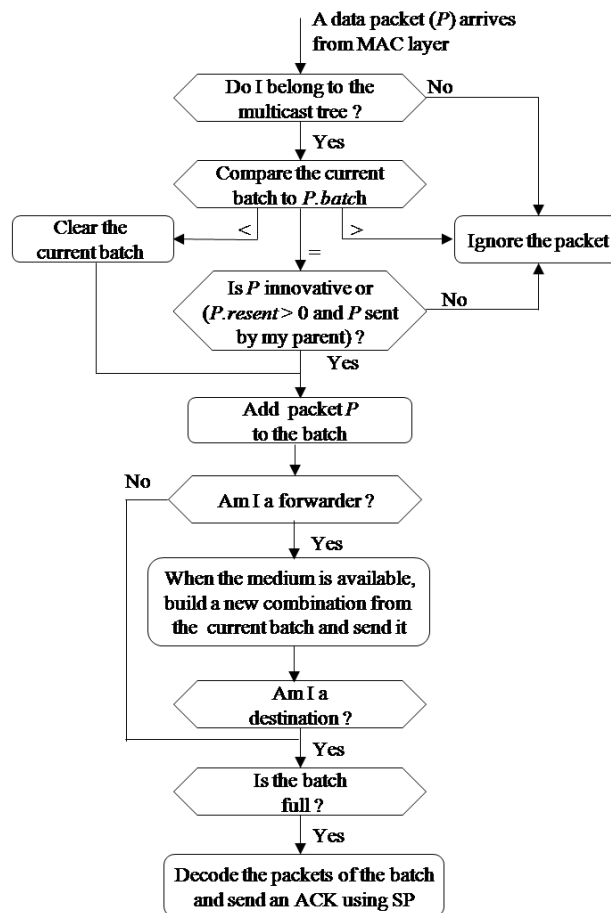 A data packet (P) arrives
from MAC layer
Do I belong to the
multicast tree ?
No
Yes
Compare the current
batch to P.batch
Clear the
current batch
<
=
>
Ignore the packet
Is P innovative or
(P.resent > 0 and P sent
by my parent) ?
No
Yes
Add packet P
to the batch
No
Am I a forwarder ?
Yes
When the medium is available,
build a new combination from
the current batch and send it
Am I a
destination ?
Yes
Is the batch
full ?
Yes
Decode the packets of the batch
and send an ACK using SP